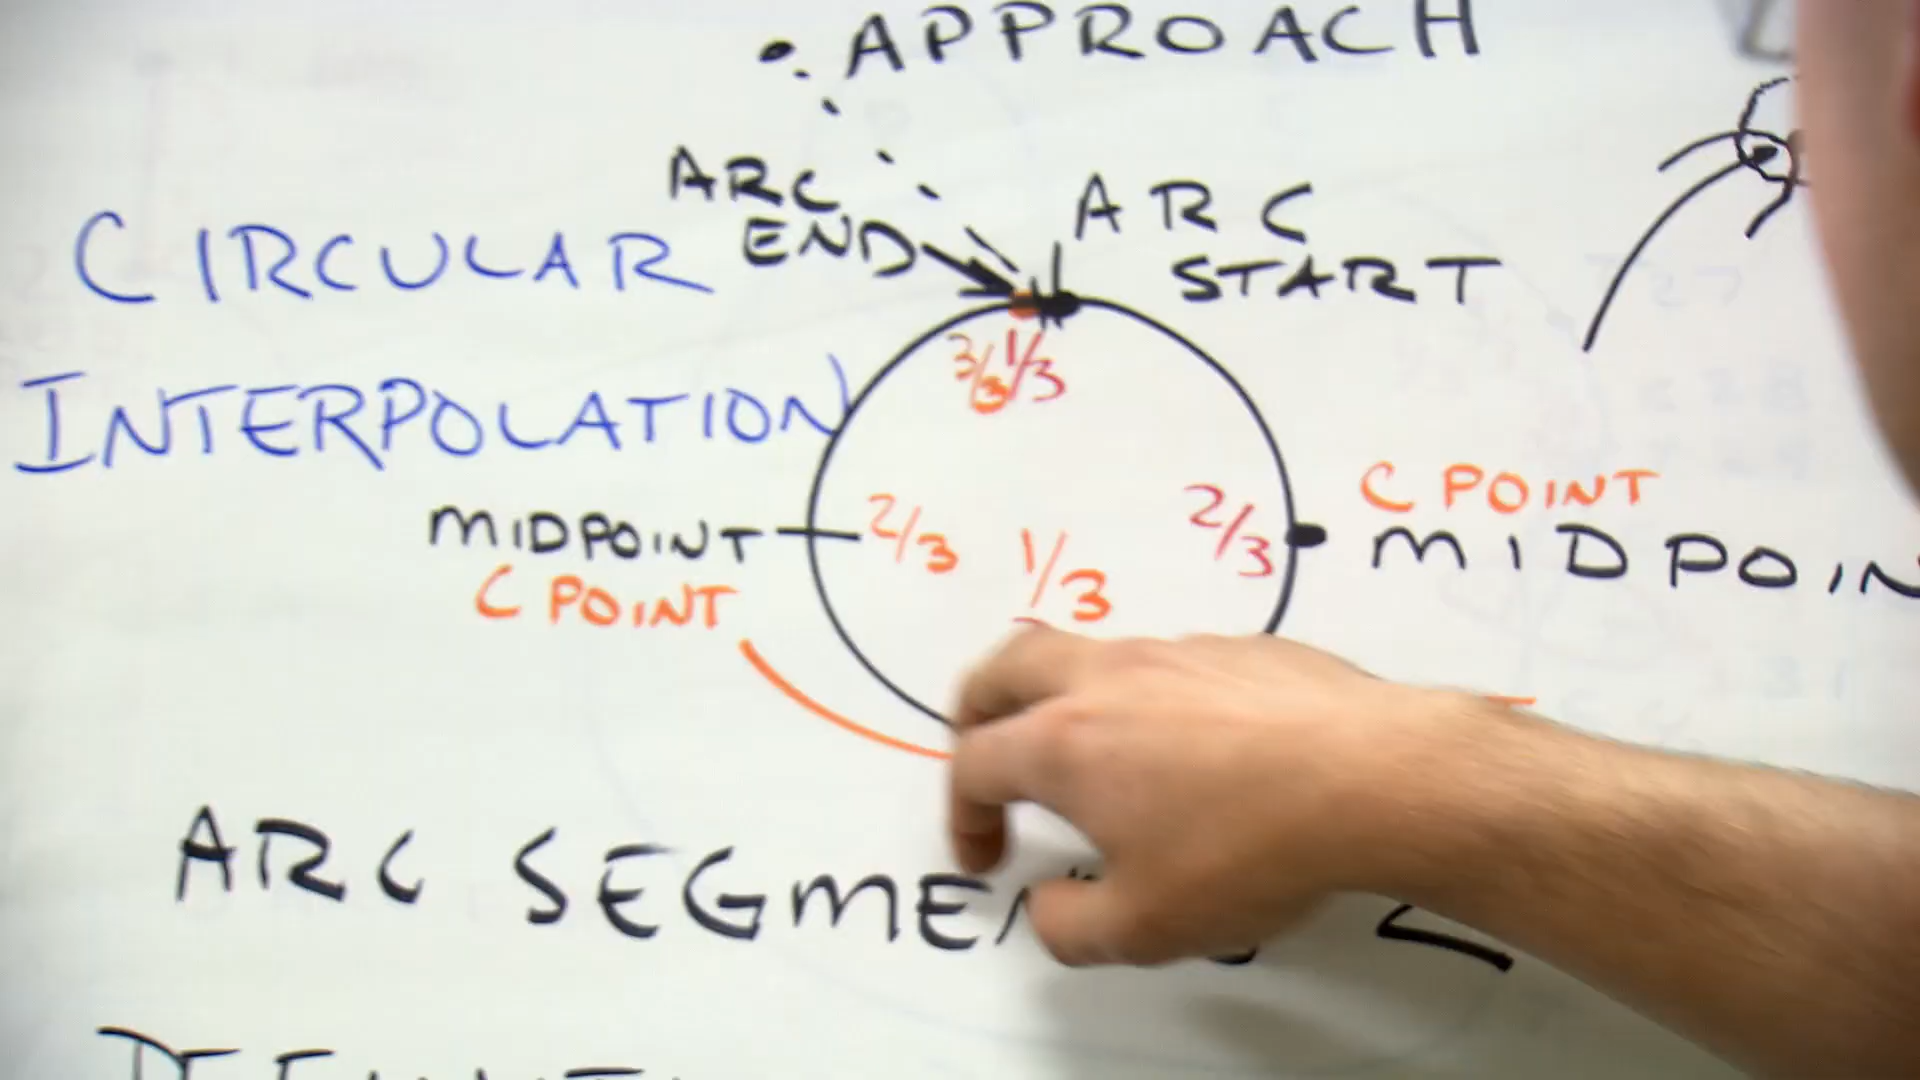 APPROACH
ARC
END
ARC
START
CIRCULAR
INTERPOLATION
3/3
1/3
C POINT
MIDPOINT
2/3
1/3
2/3
MIDPOIN
C POINT
ARC SEGMEN